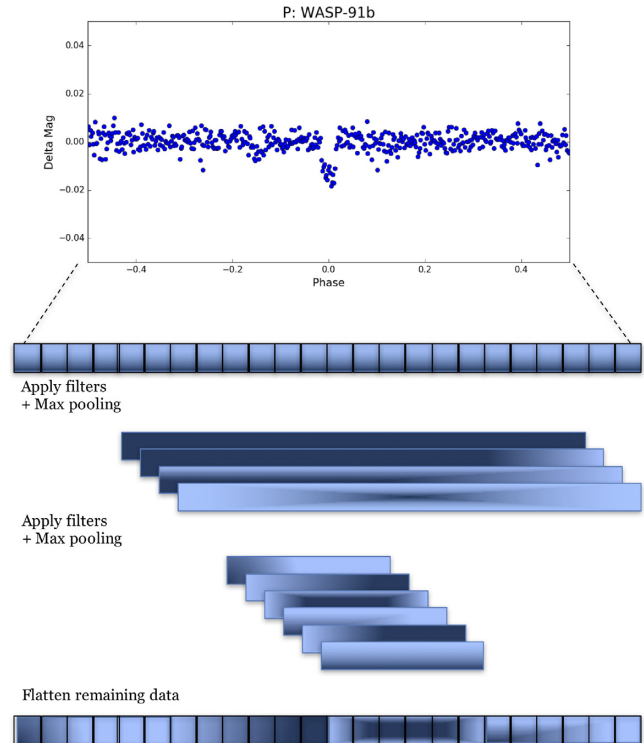 P: WASP-91b
0.04
0.02
0.00
−0.02
−0.04
Delta Mag
−0.4
−0.2
0.0
0.2
0.4
Phase
Apply filters
+ Max pooling
Apply filters
+ Max pooling
Flatten remaining data